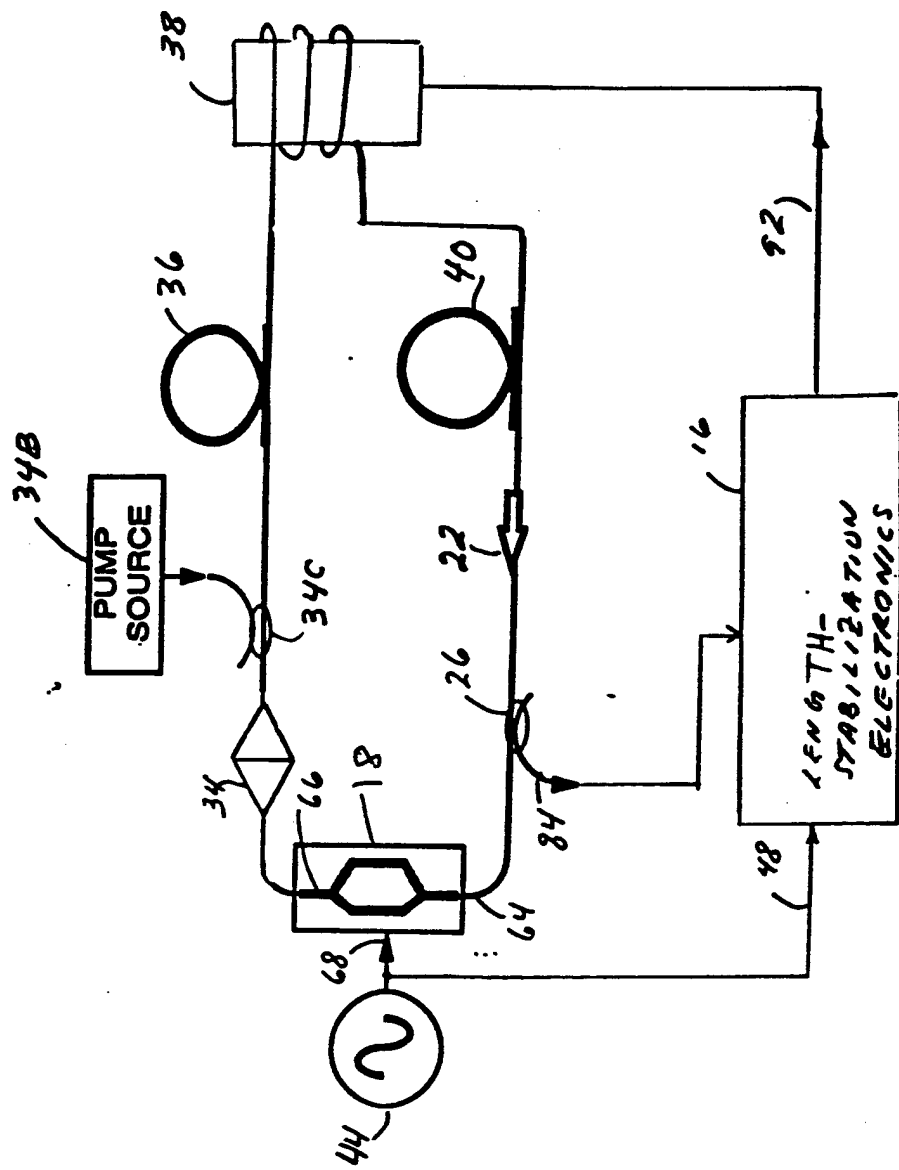 38
36
40
34B
PUMP
SOURCE
34C
22
26
34
66
18
84
64
68
44
48
16
LENGTH-
STABILIZATION
ELECTRONICS
92